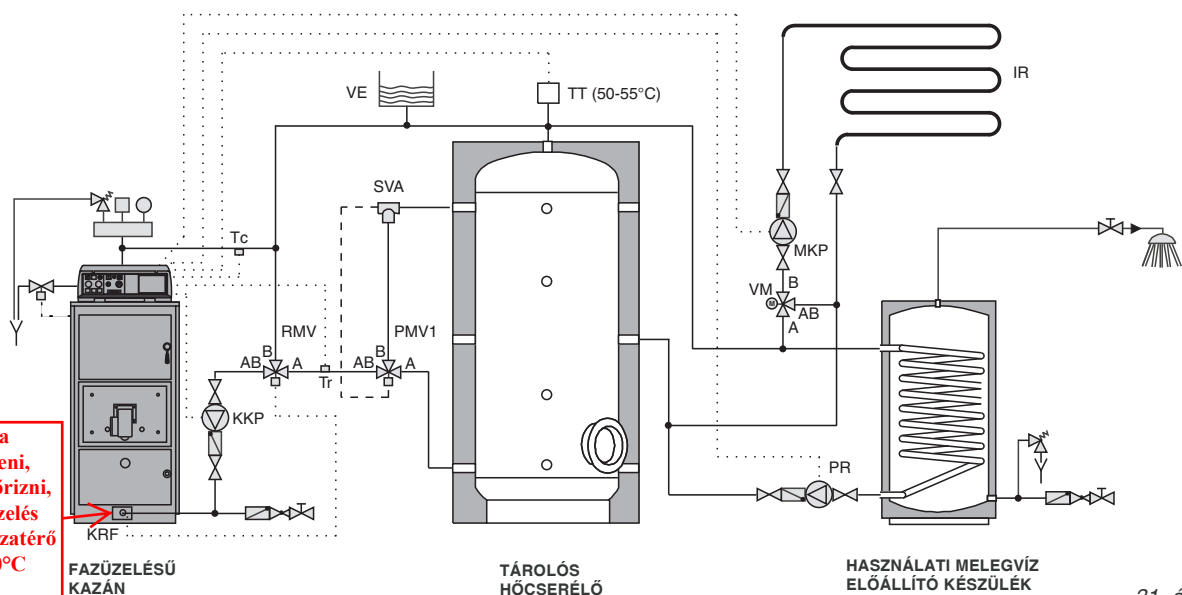 VE
TT (50-55°C)
IR
SVA
Tc
MKP
B
VM
M
AB
A
RMV
PMV1
B
AB
A
B
AB
A
Tr
KKP
PR
KRF
a
eni,
őrizni,
zelés
zatérő
0°C
FAZÜZELÉSŰ
KAZÁN
TÁROLÓS
HŐCSERÉLŐ
HASZNÁLATI MELEGVÍZ
ELŐÁLLÍTÓ KÉSZÜLÉK